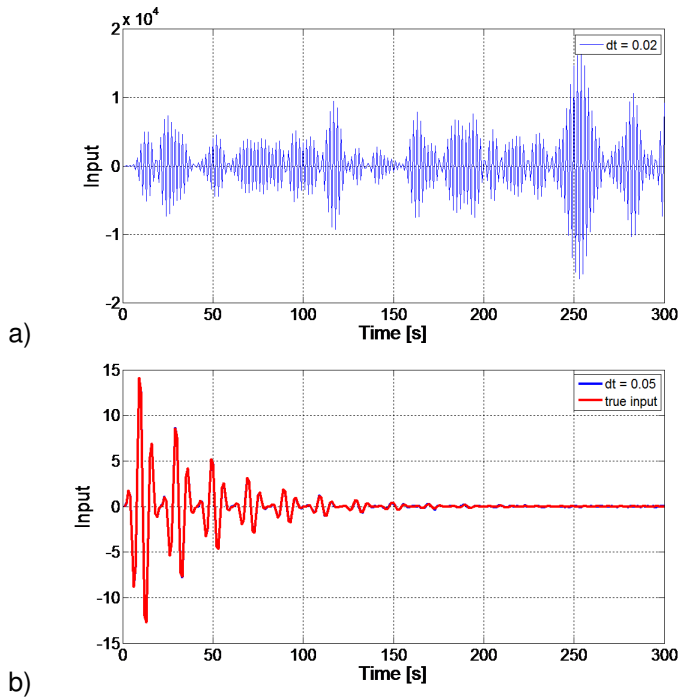 x 10⁴
2
1
0
-1
-2
Input
dt = 0.02
0 50 100 150 200 250 300
Time [s]
a)
15
10
5
0
-5
-10
-15
Input
dt = 0.05
true input
0 50 100 150 200 250 300
Time [s]
b)